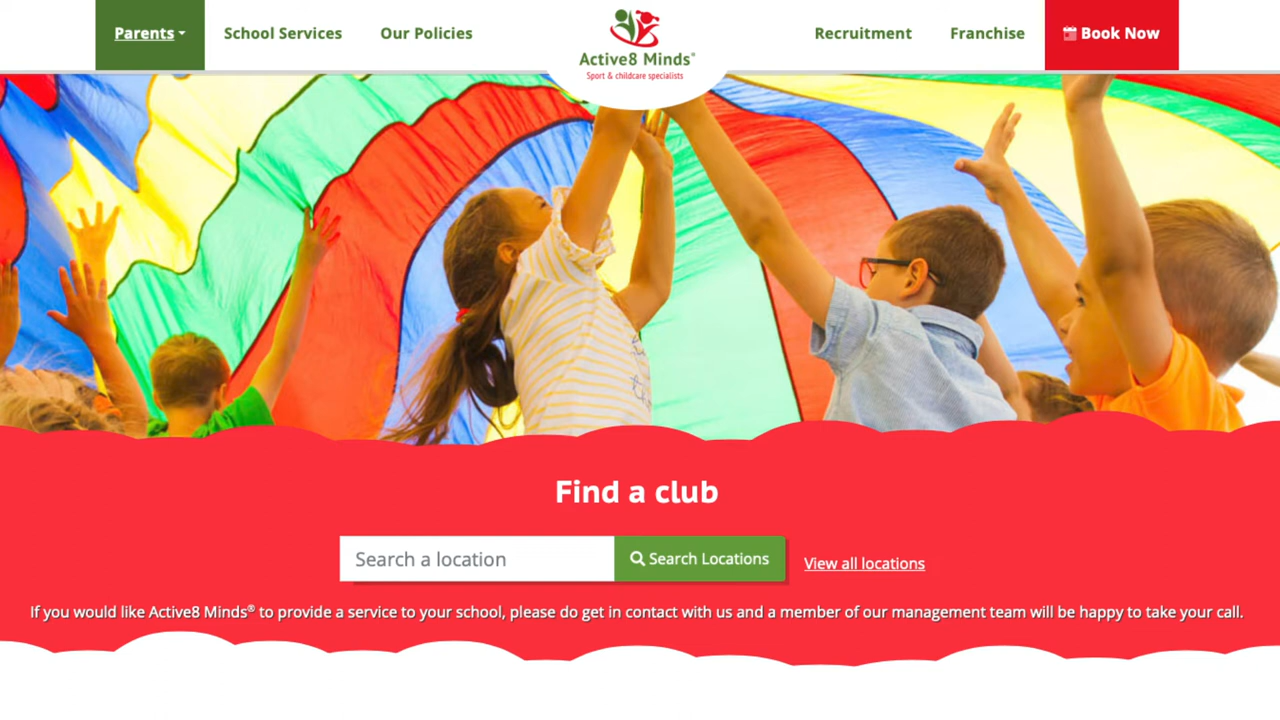 Parents
School Services
Our Policies
Active8 Minds®
Sport & childcare specialists
Recruitment
Franchise
Book Now
Find a club
Search a location
Search Locations
View all locations
If you would like Active8 Minds® to provide a service to your school, please do get in contact with us and a member of our management team will be happy to take your call.